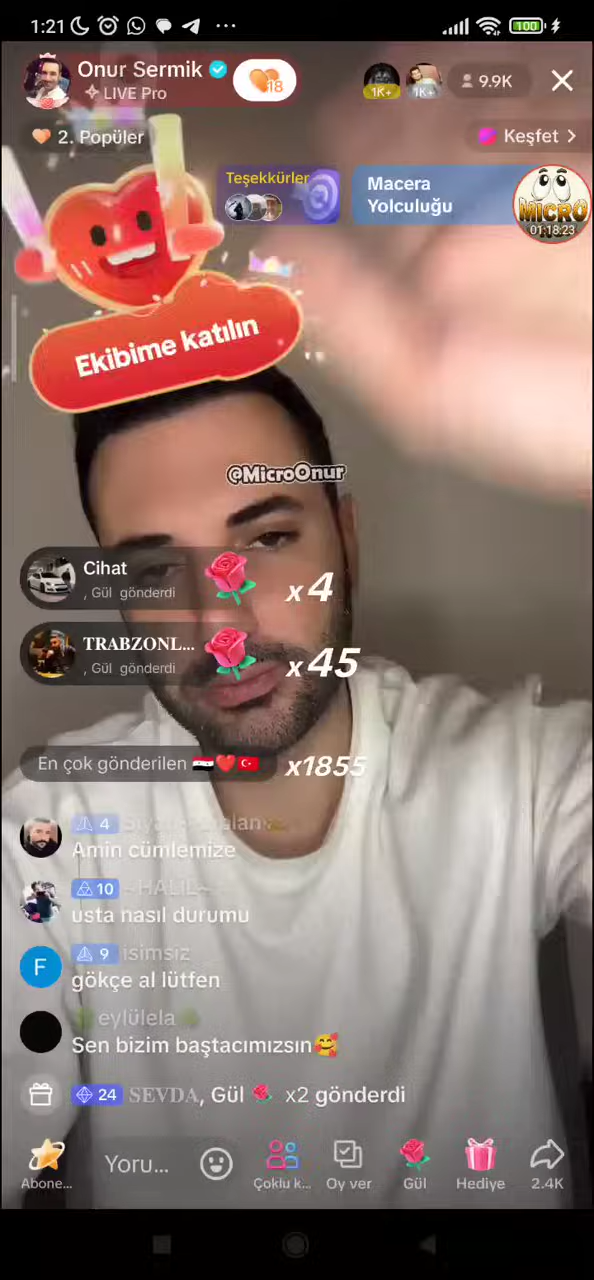 1:21
100
Onur Sermik
LIVE Pro
18
1K+
1K+
9.9K
2. Popüler
Keşfet
Teşekkürler
Macera
Yolculuğu
MICRO
01:18:23
Ekibime katılın
@MicroOnur
Cihat
, Gül gönderdi
x4
TRABZONL...
, Gül gönderdi
x45
En çok gönderilen 🇸🇾❤️🇹🇷 x1855
4
Amin cümlemize
10 ~HALİL~
usta nasıl durumu
F
9 isimsiz
gökçe al lütfen
eylülela
Sen bizim baştacımızsın🥰
24 SEVDA, Gül 🌹 x2 gönderdi
Yoru...
Abone...
Çoklu k...
Oy ver
Gül
Hediye
2.4K